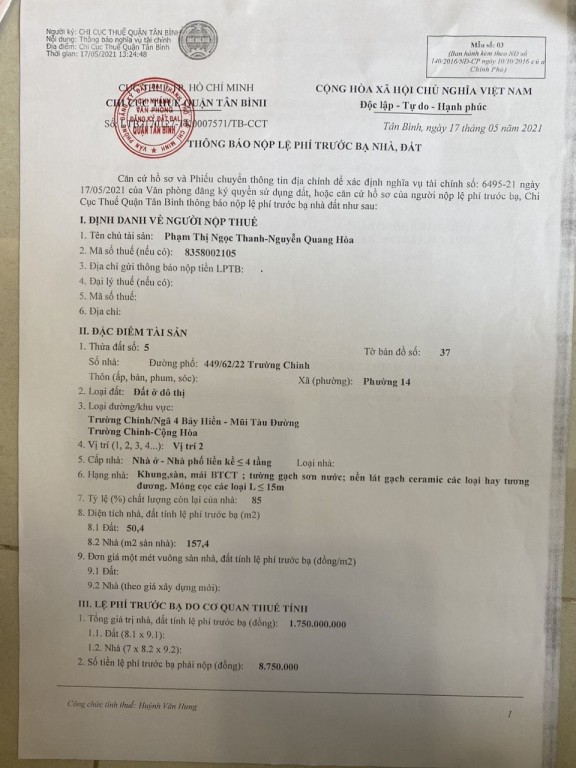 Người ký: CHI CỤC THUẾ QUẬN TÂN BÌNH
Nội dung: Thông báo nghĩa vụ tài chính
Địa điểm: Chi Cục Thuế Quận Tân Bình
Thời gian: 17/05/2021 13:24:48
Mẫu số: 03
(Ban hành kèm theo NĐ số
140/2016/NĐ-CP ngày 10/10/2016 của
Chính Phủ)
CỤC THUẾ TP. HỒ CHÍ MINH
CHI CỤC THUẾ QUẬN TÂN BÌNH
CỘNG HÒA XÃ HỘI CHỦ NGHĨA VIỆT NAM
Độc lập - Tự do - Hạnh phúc
ĐĂNG KÝ ĐẤT ĐAI
QUẬN TÂN BÌNH
0007571/TB-CCT
Tân Bình, ngày 17 tháng 05 năm 2021
THÔNG BÁO NỘP LỆ PHÍ TRƯỚC BẠ NHÀ, ĐẤT
Căn cứ hồ sơ và Phiếu chuyển thông tin địa chính để xác định nghĩa vụ tài chính số: 6495-21 ngày
17/05/2021 của Văn phòng đăng ký quyền sử dụng đất, hoặc căn cứ hồ sơ của người nộp lệ phí trước bạ, Chi
Cục Thuế Quận Tân Bình thông báo nộp lệ phí trước bạ nhà đất như sau:
I. ĐỊNH DANH VỀ NGƯỜI NỘP THUẾ
1. Tên chủ tài sản: Phạm Thị Ngọc Thanh-Nguyễn Quang Hòa
2. Mã số thuế (nếu có): 8358002105
3. Địa chỉ gửi thông báo nộp tiền LPTB:
4. Đại lý thuế (nếu có):
5. Mã số thuế:
6. Địa chỉ:
II. ĐẶC ĐIỂM TÀI SẢN
1. Thửa đất số: 5 Tờ bản đồ số: 37
Số nhà: Đường phố: 449/62/22 Trường Chinh
Thôn (ấp, bản, phum, sóc): Xã (phường): Phường 14
2. Loại đất: Đất ở đô thị
3. Loại đường/khu vực:
Trường Chinh/Ngã 4 Bảy Hiền - Mũi Tàu Đường
Trường Chinh-Cộng Hòa
4. Vị trí (1, 2, 3, 4...): Vị trí 2
5. Cấp nhà: Nhà ở - Nhà phố liền kề ≤ 4 tầng Loại nhà:
6. Hạng nhà: Khung,sàn, mái BTCT ; tường gạch sơn nước; nền lát gạch ceramic các loại hay tương
đương. Móng cọc các loại L ≤ 15m
7. Tỷ lệ (%) chất lượng còn lại của nhà: 85
8. Diện tích nhà, đất tính lệ phí trước bạ (m2)
8.1 Đất: 50,4
8.2 Nhà (m2 sàn nhà): 157,4
9. Đơn giá một mét vuông sàn nhà, đất tính lệ phí trước bạ (đồng/m2)
9.1 Đất:
9.2 Nhà (theo giá xây dựng mới):
III. LỆ PHÍ TRƯỚC BẠ DO CƠ QUAN THUẾ TÍNH
1. Tổng giá trị nhà, đất tính lệ phí trước bạ (đồng): 1.750.000.000
1.1. Đất (8.1 x 9.1):
1.2. Nhà (7 x 8.2 x 9.2):
2. Số tiền lệ phí trước bạ phải nộp (đồng): 8.750.000
Công chức tính thuế: Huỳnh Văn Hung
1